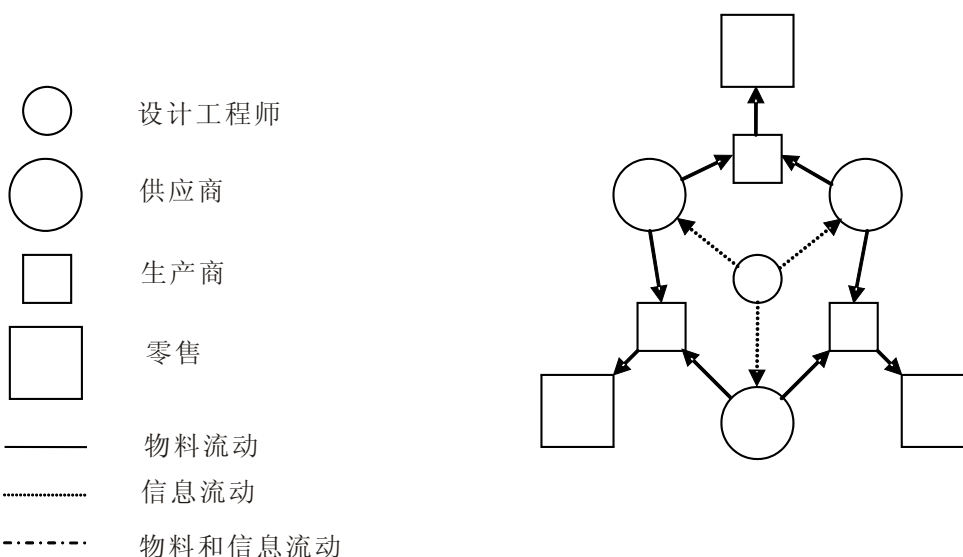 设计工程师
供应商
生产商
零售
物料流动
信息流动
物料和信息流动